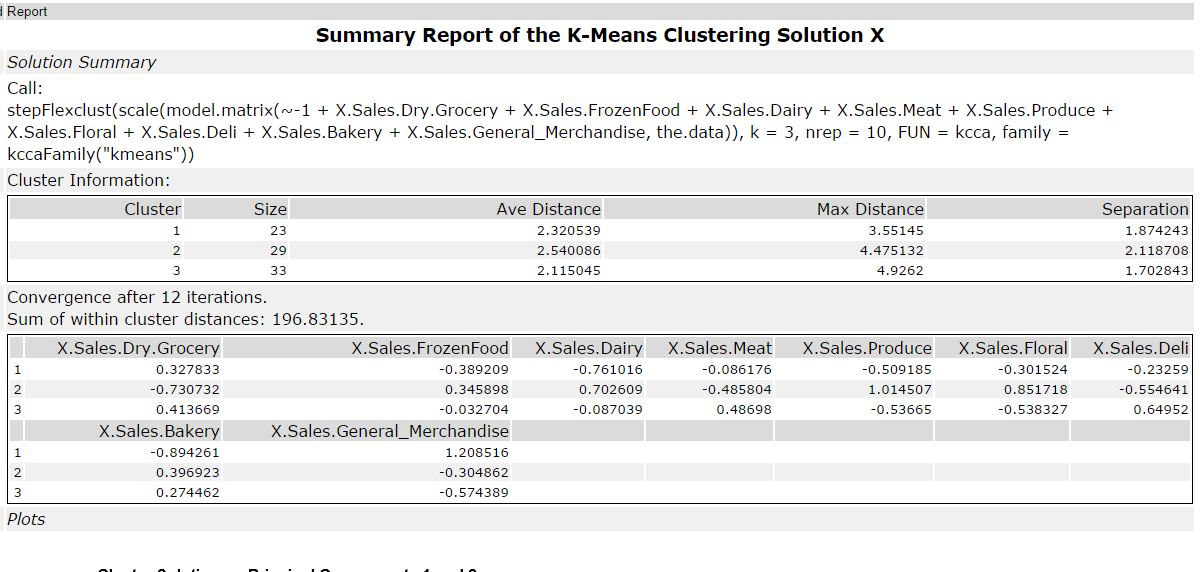 Report
Summary Report of the K-Means Clustering Solution X
Solution Summary
Call:
stepFlexclust(scale(model.matrix(~-1 + X.Sales.Dry.Grocery + X.Sales.FrozenFood + X.Sales.Dairy + X.Sales.Meat + X.Sales.Produce +
X.Sales.Floral + X.Sales.Deli + X.Sales.Bakery + X.Sales.General_Merchandise, the.data)), k = 3, nrep = 10, FUN = kcca, family =
kccaFamily("kmeans"))
Cluster Information:
Cluster Size Ave Distance Max Distance Separation
1 23 2.320539 3.55145 1.874243
2 29 2.540086 4.475132 2.118708
3 33 2.115045 4.9262 1.702843
Convergence after 12 iterations.
Sum of within cluster distances: 196.83135.
X.Sales.Dry.Grocery X.Sales.FrozenFood X.Sales.Dairy X.Sales.Meat X.Sales.Produce X.Sales.Floral X.Sales.Deli
1 0.327833 -0.389209 -0.761016 -0.086176 -0.509185 -0.301524 -0.23259
2 -0.730732 0.345898 0.702609 -0.485804 1.014507 0.851718 -0.554641
3 0.413669 -0.032704 -0.087039 0.48698 -0.53665 -0.538327 0.64952
X.Sales.Bakery X.Sales.General_Merchandise
1 -0.894261 1.208516
2 0.396923 -0.304862
3 0.274462 -0.574389
Plots